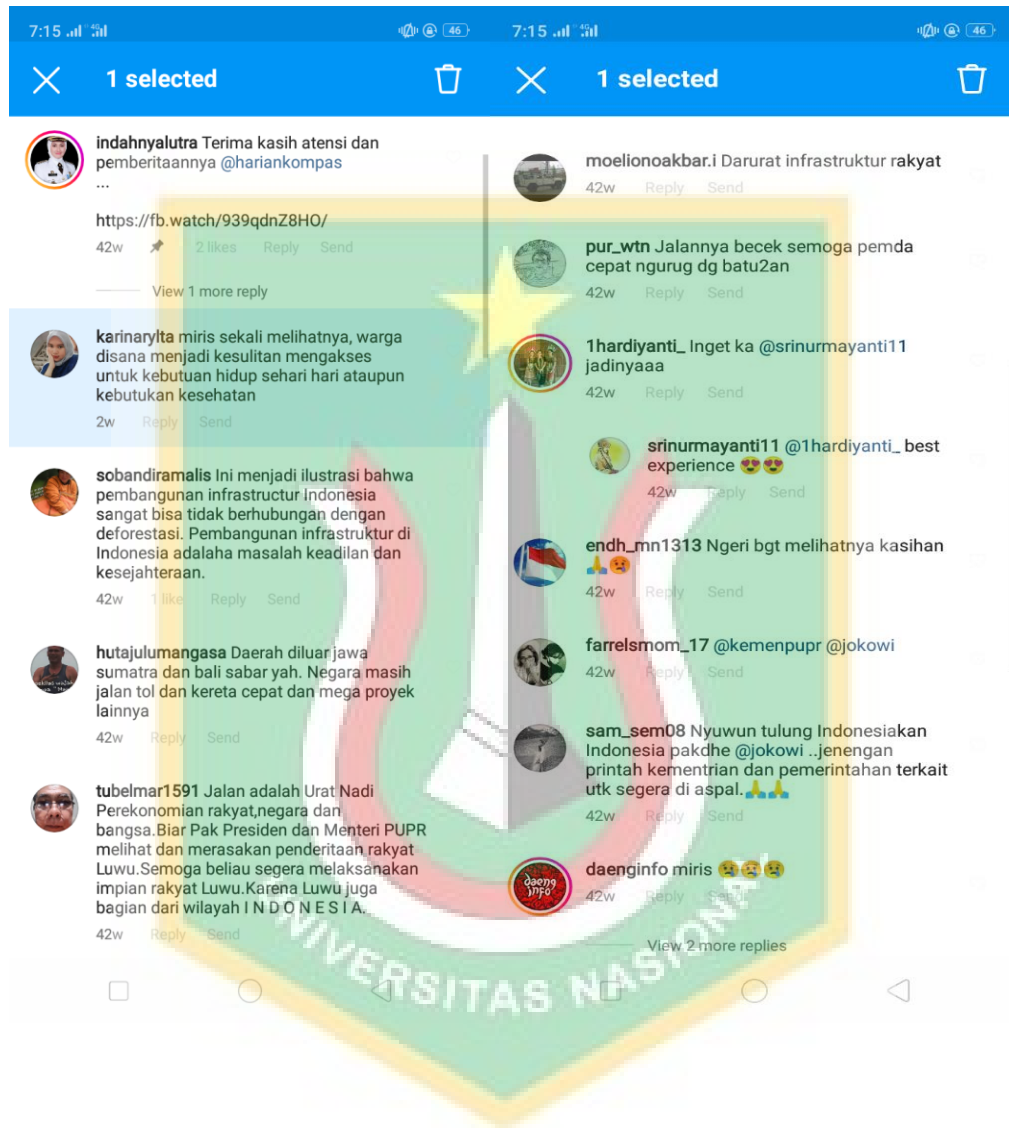 7:15
4G
46
1 selected
indahnyalutra Terima kasih atensi dan
pemberitaannya @hariankompas
...
https://fb.watch/939qdnZ8HO/
42w 2 likes Reply Send
View 1 more reply
karinarylta miris sekali melihatnya, warga
disana menjadi kesulitan mengakses
untuk kebutuan hidup sehari hari ataupun
kebutukan kesehatan
2w Reply Send
sobandiramalis Ini menjadi ilustrasi bahwa
pembangunan infrastructur Indonesia
sangat bisa tidak berhubungan dengan
deforestasi. Pembangunan infrastruktur di
Indonesia adalaha masalah keadilan dan
kesejahteraan.
42w 1 like Reply Send
hutajulumangasa Daerah diluar jawa
sumatra dan bali sabar yah. Negara masih
jalan tol dan kereta cepat dan mega proyek
lainnya
42w Reply Send
tubelmar1591 Jalan adalah Urat Nadi
Perekonomian rakyat,negara dan
bangsa.Biar Pak Presiden dan Menteri PUPR
melihat dan merasakan penderitaan rakyat
Luwu.Semoga beliau segera melaksanakan
impian rakyat Luwu.Karena Luwu juga
bagian dari wilayah I N D O N E S I A.
42w Reply Send
7:15
4G
46
1 selected
moelionoakbar.i Darurat infrastruktur rakyat
42w Reply Send
pur_wtn Jalannya becek semoga pemda
cepat ngurug dg batu2an
42w Reply Send
1hardiyanti_ Inget ka @srinurmayanti11
jadinyaaa
42w Reply Send
srinurmayanti11 @1hardiyanti_ best
experience 😍😍
42w Reply Send
endh_mn1313 Ngeri bgt melihatnya kasihan
🙏😢
42w Reply Send
farrelsmom_17 @kemenpupr @jokowi
42w Reply Send
sam_sem08 Nyuwun tulung Indonesiakan
Indonesia pakdhe @jokowi ..jenengan
printah kementrian dan pemerintahan terkait
utk segera di aspal.🙏🙏
42w Reply Send
daeng
info
daenginfo miris 😢😢😢
42w Reply Send
View 2 more replies
UNIVERSITAS NASIONAL